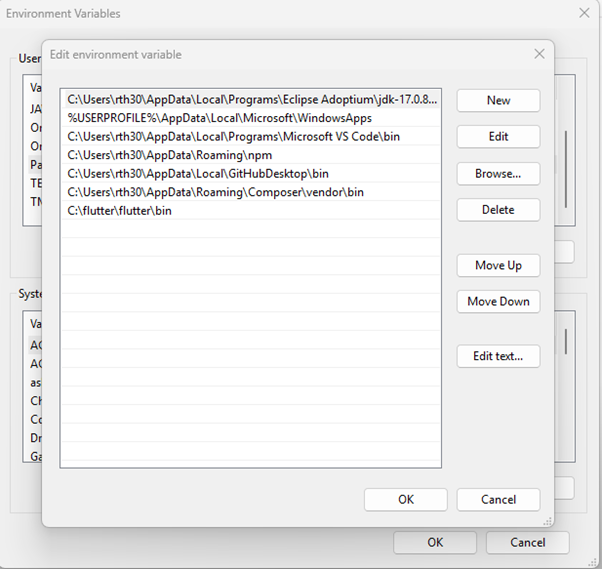 Environment Variables
Edit environment variable
User
Va
JA
On
On
Pa
TE
TM
C:\Users\rth30\AppData\Local\Programs\Eclipse Adoptium\jdk-17.0.8...
%USERPROFILE%\AppData\Local\Microsoft\WindowsApps
C:\Users\rth30\AppData\Local\Programs\Microsoft VS Code\bin
C:\Users\rth30\AppData\Roaming\npm
C:\Users\rth30\AppData\Local\GitHubDesktop\bin
C:\Users\rth30\AppData\Roaming\Composer\vendor\bin
C:\flutter\flutter\bin
New
Edit
Browse...
Delete
Move Up
Move Down
Edit text...
Syste
Va
AC
AC
as
Ch
Co
Dr
Ga
OK
Cancel
OK
Cancel